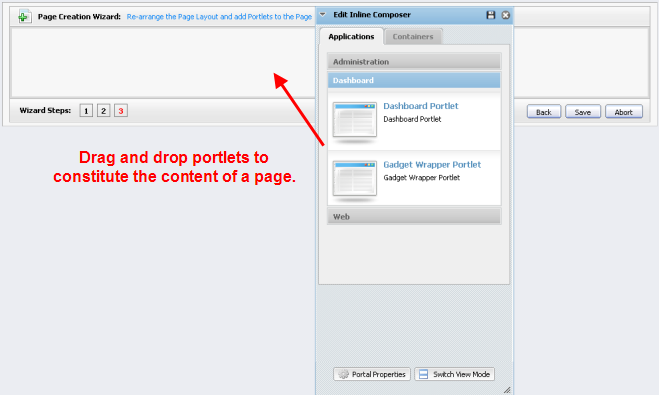 Page Creation Wizard: Re-arrange the Page Layout and add Portlets to the Page
Edit Inline Composer
Applications Containers
Administration
Dashboard
Dashboard Portlet
Dashboard Portlet
Gadget Wrapper Portlet
Gadget Wrapper Portlet
Web
Wizard Steps: 1 2 3
Back Save Abort
Drag and drop portlets to
constitute the content of a page.
Portal Properties Switch View Mode